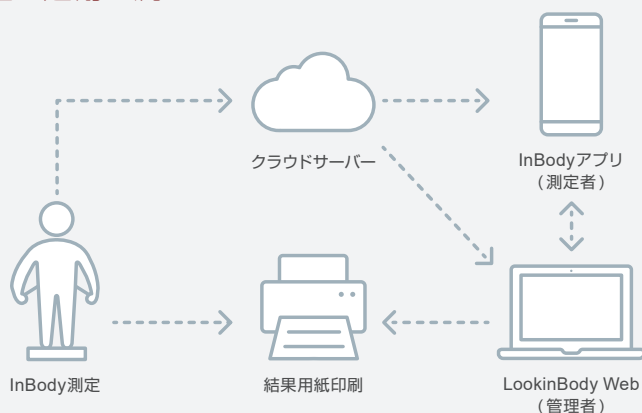 クラウドサーバー
InBodyアプリ
（測定者）
InBody測定
結果用紙印刷
LookinBody Web
（管理者）